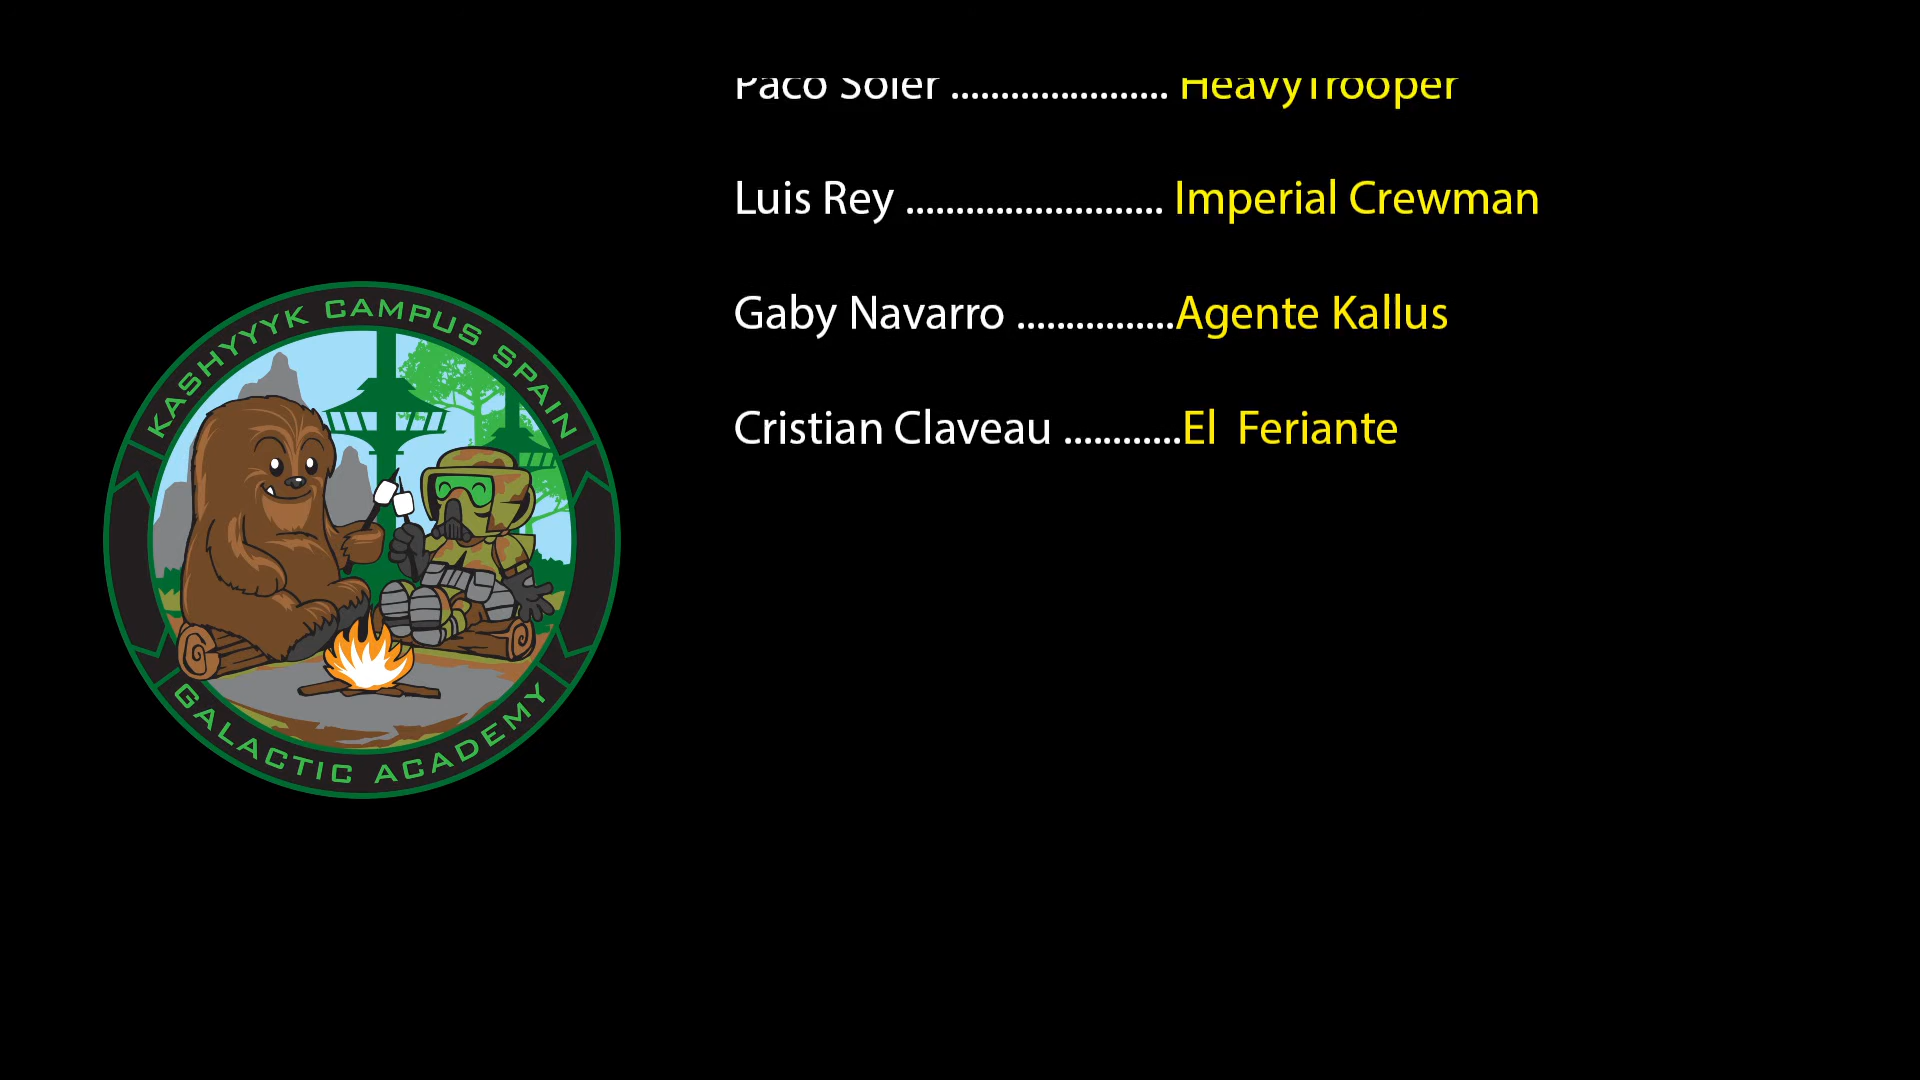 Paco Soler ...................... HeavyTrooper
Luis Rey .......................... Imperial Crewman
Gaby Navarro ................Agente Kallus
Cristian Claveau ............El  Feriante
KASHYYYK CAMPUS SPAIN
GALACTIC ACADEMY